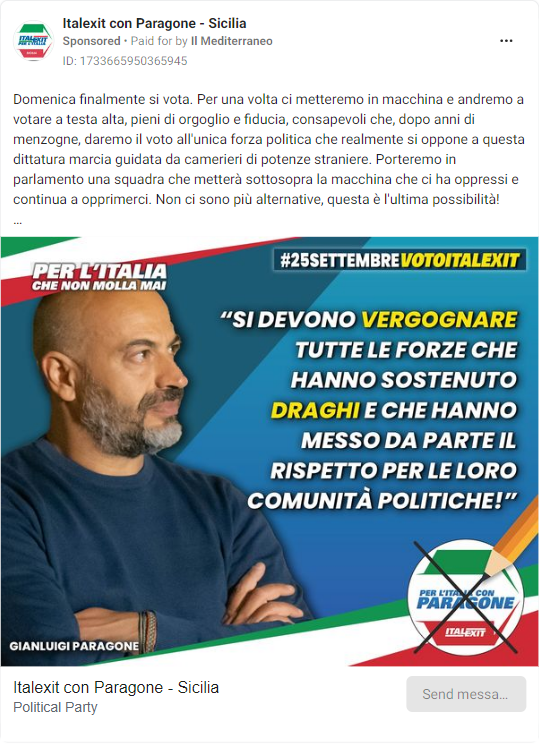 Italexit con Paragone - Sicilia
Sponsored • Paid for by Il Mediterraneo
ID: 1733665950365945
Domenica finalmente si vota. Per una volta ci metteremo in macchina e andremo a
votare a testa alta, pieni di orgoglio e fiducia, consapevoli che, dopo anni di
menzogne, daremo il voto all'unica forza politica che realmente si oppone a questa
dittatura marcia guidata da camerieri di potenze straniere. Porteremo in
parlamento una squadra che metterà sottosopra la macchina che ci ha oppressi e
continua a opprimerci. Non ci sono più alternative, questa è l'ultima possibilità!
...
PER L'ITALIA
CHE NON MOLLA MAI
#25SETTEMBREVOTOITALEXIT
“SI DEVONO VERGOGNARE
TUTTE LE FORZE CHE
HANNO SOSTENUTO
DRAGHI E CHE HANNO
MESSO DA PARTE IL
RISPETTO PER LE LORO
COMUNITÀ POLITICHE!”
PER L'ITALIA CON
PARAGONE
ITALEXIT
GIANLUIGI PARAGONE
Italexit con Paragone - Sicilia
Political Party
Send messa...